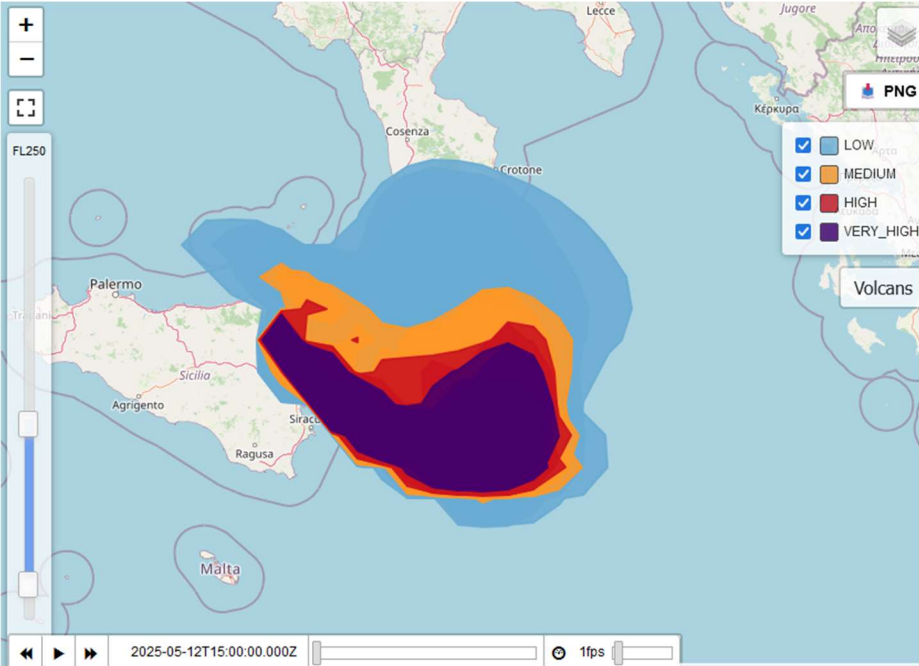 +
−
FL250
Lecce
Jugore
Κέρκυρα
PNG
Cosenza
Crotone
LOW
MEDIUM
HIGH
VERY_HIGH
Volcans
Palermo
Trapani
Sicilia
Agrigento
Siracu
Ragusa
Malta
2025-05-12T15:00:00.000Z
1fps